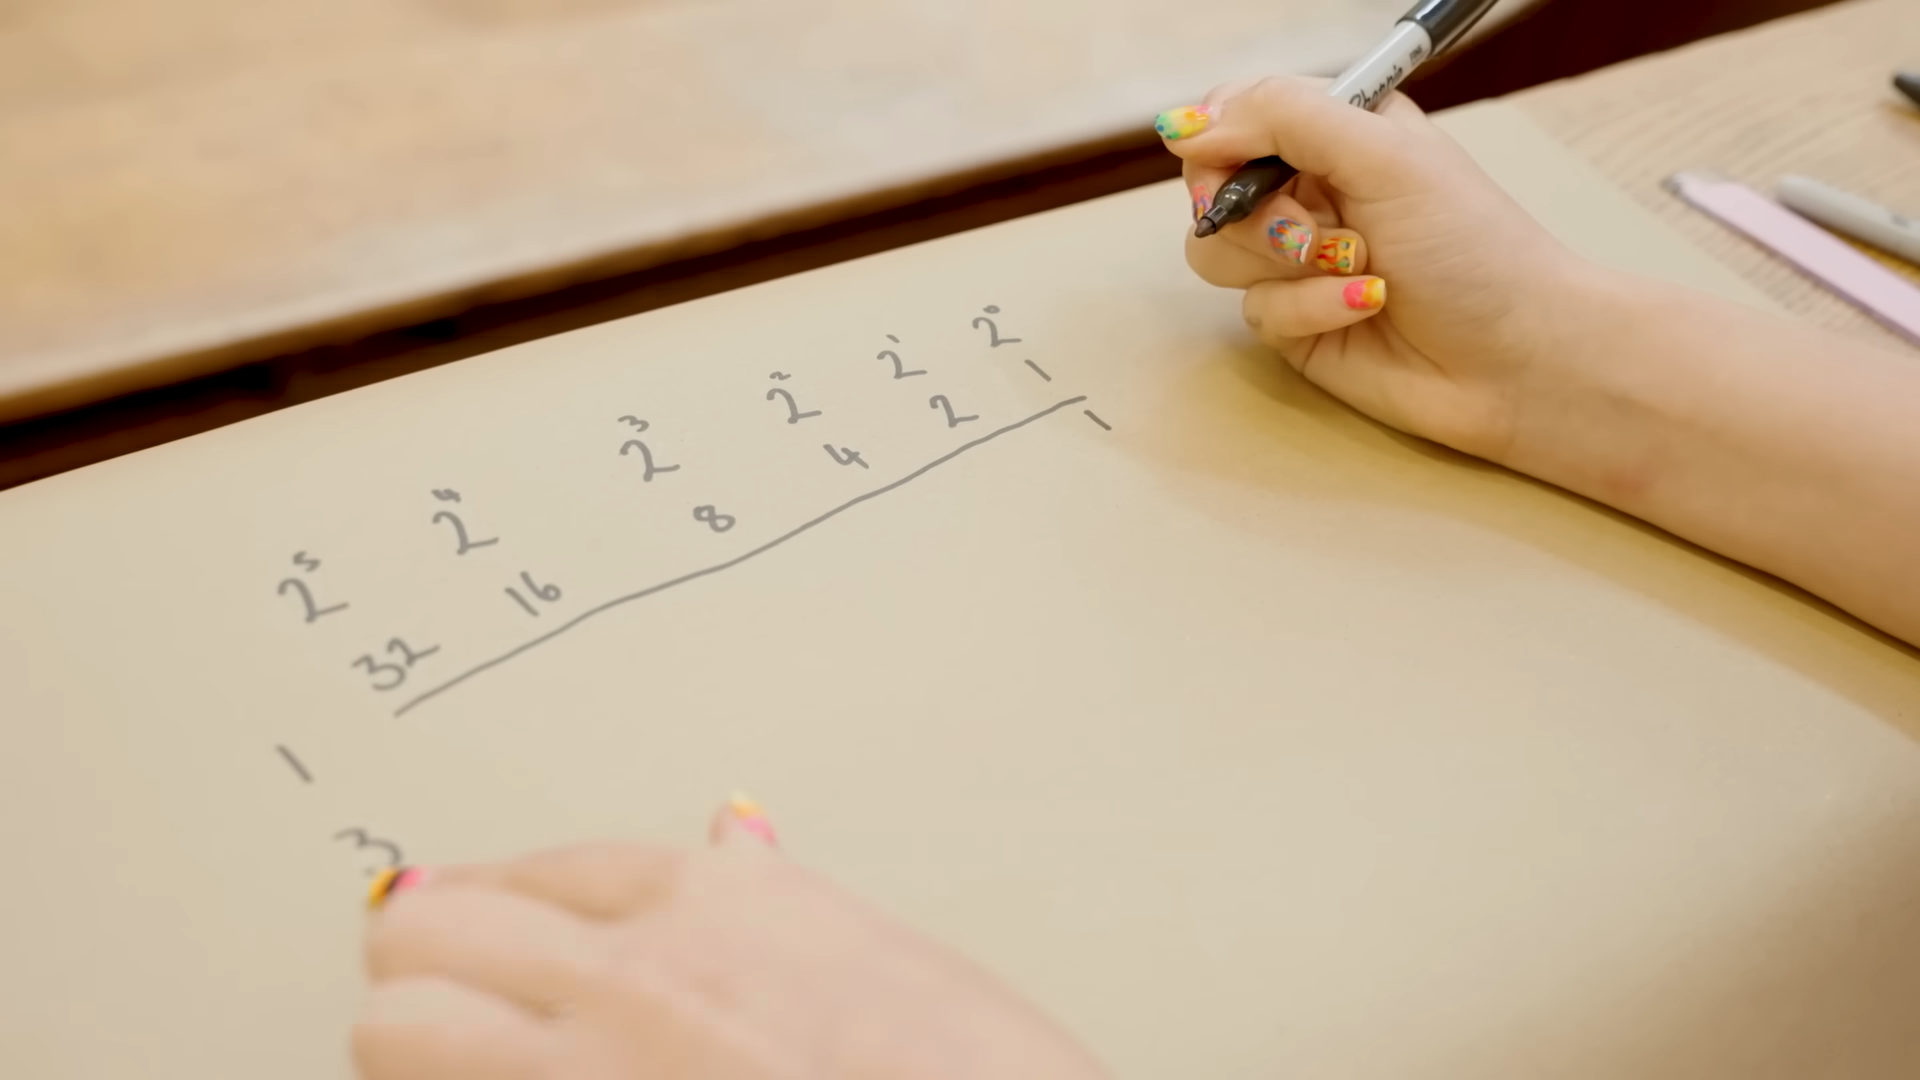 2⁵ 2⁴ 2³ 2² 2¹ 2⁰
32 16 8 4 2 1
1 1
3
Sharpie